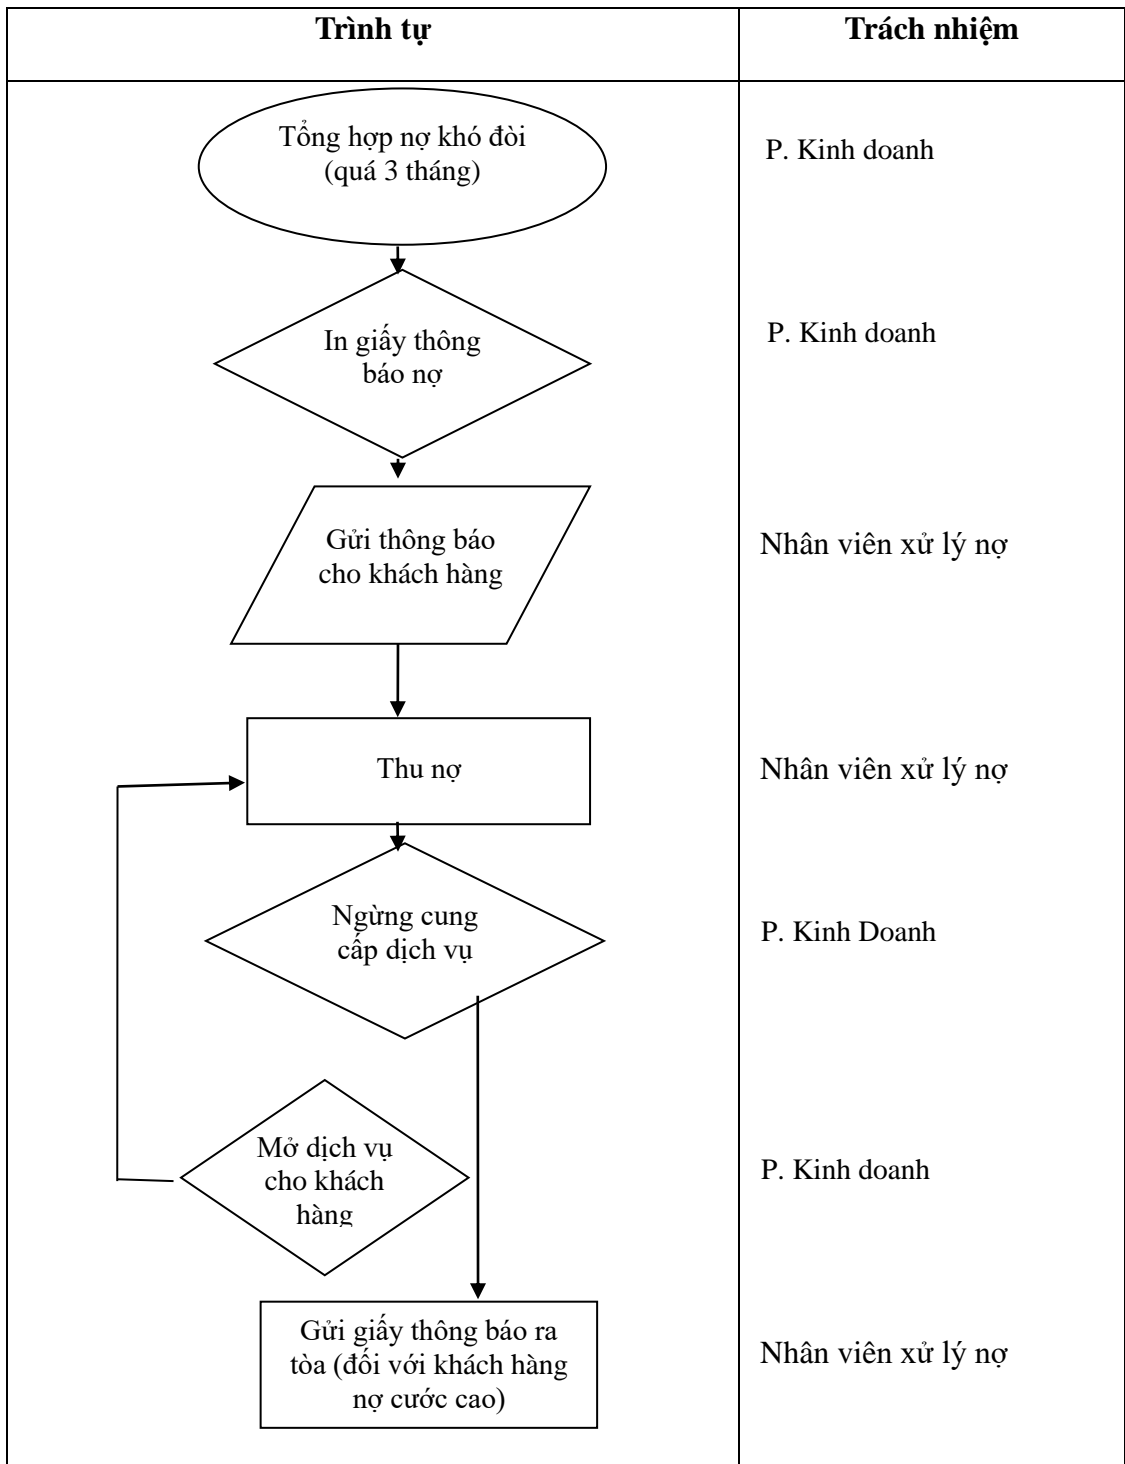 Trình tự
Trách nhiệm
Tổng hợp nợ khó đòi
(quá 3 tháng)
P. Kinh doanh
In giấy thông
báo nợ
P. Kinh doanh
Gửi thông báo
cho khách hàng
Nhân viên xử lý nợ
Thu nợ
Nhân viên xử lý nợ
Ngừng cung
cấp dịch vụ
P. Kinh Doanh
Mở dịch vụ
cho khách
hàng
P. Kinh doanh
Gửi giấy thông báo ra
tòa (đối với khách hàng
nợ cước cao)
Nhân viên xử lý nợ